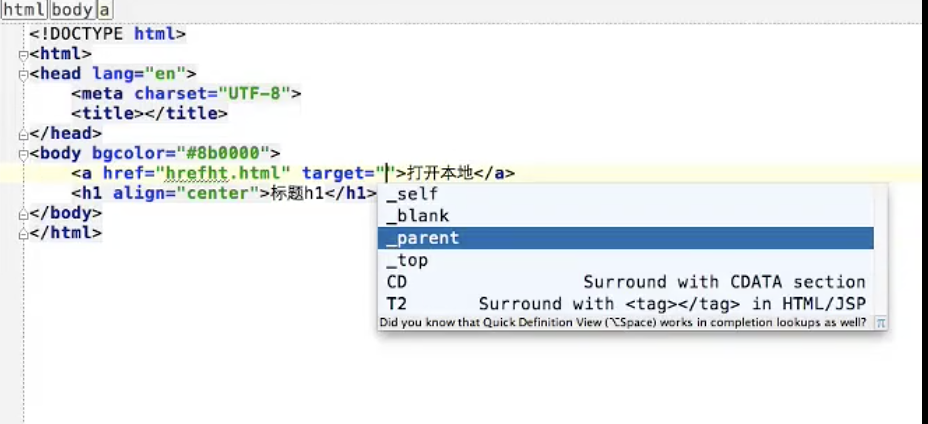 html body a
<!DOCTYPE html>
<html>
<head lang="en">
<meta charset="UTF-8">
<title></title>
</head>
<body bgcolor="#8b0000">
<a href="hrefht.html" target="">打开本地</a>
<h1 align="center">标题h1</h1>
_self
</body>
_blank
</html>
_parent
_top
CD Surround with CDATA section
T2 Surround with <tag></tag> in HTML/JSP
Did you know that Quick Definition View (⌥Space) works in completion lookups as well? π